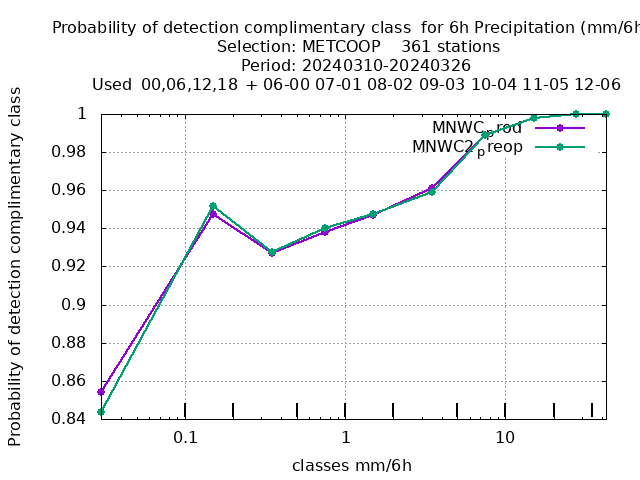 Probability of detection complimentary class  for 6h Precipitation (mm/6h
Selection: METCOOP    361 stations
Period: 20240310-20240326
Used  00,06,12,18  + 06-00 07-01 08-02 09-03 10-04 11-05 12-06
Probability of detection complimentary class
1
0.98
0.96
0.94
0.92
0.9
0.88
0.86
0.84
MNWCprod
MNWC2preop
0.1
1
10
classes mm/6h